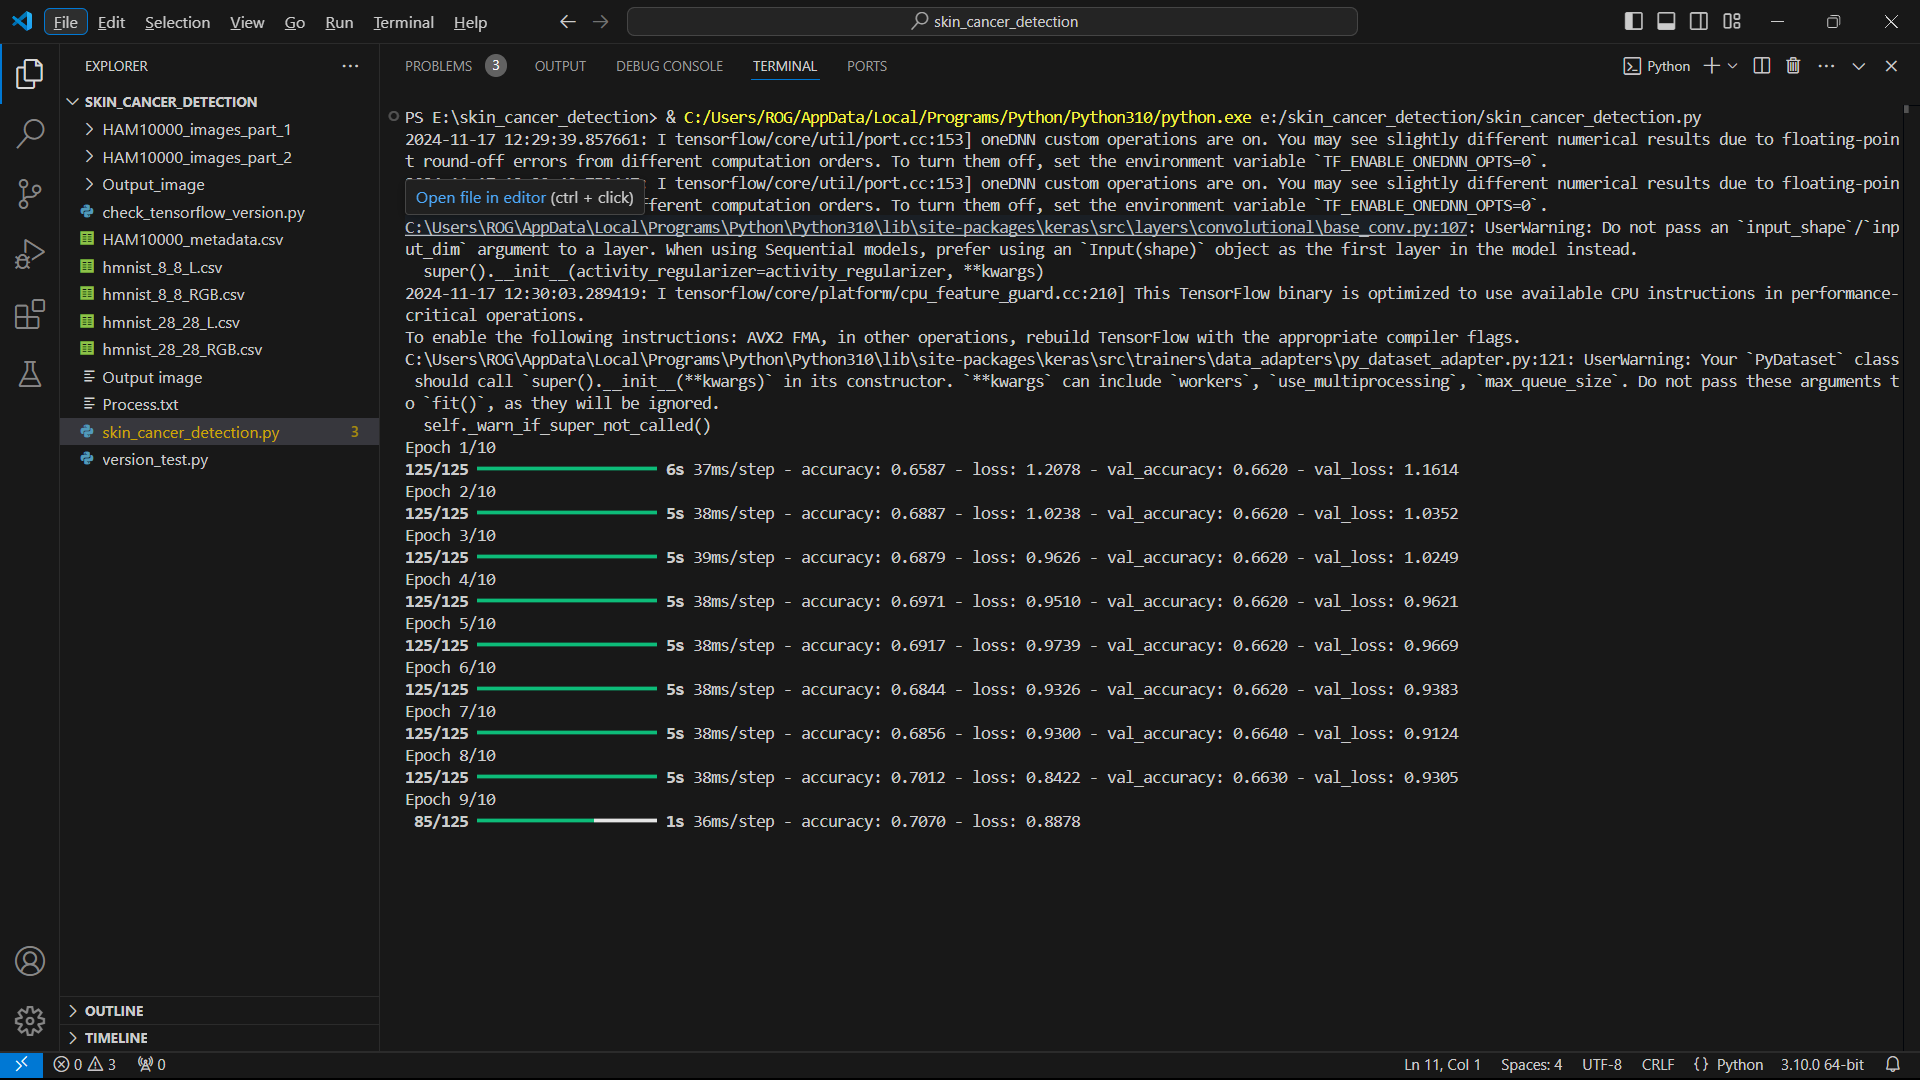 File Edit Selection View Go Run Terminal Help
skin_cancer_detection
EXPLORER
SKIN_CANCER_DETECTION
HAM10000_images_part_1
HAM10000_images_part_2
Output_image
check_tensorflow_version.py
HAM10000_metadata.csv
hmnist_8_8_L.csv
hmnist_8_8_RGB.csv
hmnist_28_28_L.csv
hmnist_28_28_RGB.csv
Output image
Process.txt
skin_cancer_detection.py 3
version_test.py
OUTLINE
TIMELINE
PROBLEMS 3 OUTPUT DEBUG CONSOLE TERMINAL PORTS
Python
PS E:\skin_cancer_detection> & C:/Users/ROG/AppData/Local/Programs/Python/Python310/python.exe e:/skin_cancer_detection/skin_cancer_detection.py
2024-11-17 12:29:39.857661: I tensorflow/core/util/port.cc:153] oneDNN custom operations are on. You may see slightly different numerical results due to floating-poin
t round-off errors from different computation orders. To turn them off, set the environment variable `TF_ENABLE_ONEDNN_OPTS=0`.
I tensorflow/core/util/port.cc:153] oneDNN custom operations are on. You may see slightly different numerical results due to floating-poin
Open file in editor (ctrl + click)
fferent computation orders. To turn them off, set the environment variable `TF_ENABLE_ONEDNN_OPTS=0`.
C:\Users\ROG\AppData\Local\Programs\Python\Python310\lib\site-packages\keras\src\layers\convolutional\base_conv.py:107: UserWarning: Do not pass an `input_shape`/`inp
ut_dim` argument to a layer. When using Sequential models, prefer using an `Input(shape)` object as the first layer in the model instead.
super().__init__(activity_regularizer=activity_regularizer, **kwargs)
2024-11-17 12:30:03.289419: I tensorflow/core/platform/cpu_feature_guard.cc:210] This TensorFlow binary is optimized to use available CPU instructions in performance-
critical operations.
To enable the following instructions: AVX2 FMA, in other operations, rebuild TensorFlow with the appropriate compiler flags.
C:\Users\ROG\AppData\Local\Programs\Python\Python310\lib\site-packages\keras\src\trainers\data_adapters\py_dataset_adapter.py:121: UserWarning: Your `PyDataset` class
should call `super().__init__(**kwargs)` in its constructor. `**kwargs` can include `workers`, `use_multiprocessing`, `max_queue_size`. Do not pass these arguments t
o `fit()`, as they will be ignored.
self._warn_if_super_not_called()
Epoch 1/10
125/125 6s 37ms/step - accuracy: 0.6587 - loss: 1.2078 - val_accuracy: 0.6620 - val_loss: 1.1614
Epoch 2/10
125/125 5s 38ms/step - accuracy: 0.6887 - loss: 1.0238 - val_accuracy: 0.6620 - val_loss: 1.0352
Epoch 3/10
125/125 5s 39ms/step - accuracy: 0.6879 - loss: 0.9626 - val_accuracy: 0.6620 - val_loss: 1.0249
Epoch 4/10
125/125 5s 38ms/step - accuracy: 0.6971 - loss: 0.9510 - val_accuracy: 0.6620 - val_loss: 0.9621
Epoch 5/10
125/125 5s 38ms/step - accuracy: 0.6917 - loss: 0.9739 - val_accuracy: 0.6620 - val_loss: 0.9669
Epoch 6/10
125/125 5s 38ms/step - accuracy: 0.6844 - loss: 0.9326 - val_accuracy: 0.6620 - val_loss: 0.9383
Epoch 7/10
125/125 5s 38ms/step - accuracy: 0.6856 - loss: 0.9300 - val_accuracy: 0.6640 - val_loss: 0.9124
Epoch 8/10
125/125 5s 38ms/step - accuracy: 0.7012 - loss: 0.8422 - val_accuracy: 0.6630 - val_loss: 0.9305
Epoch 9/10
85/125 1s 36ms/step - accuracy: 0.7070 - loss: 0.8878
0 3 0 Ln 11, Col 1 Spaces: 4 UTF-8 CRLF {} Python 3.10.0 64-bit